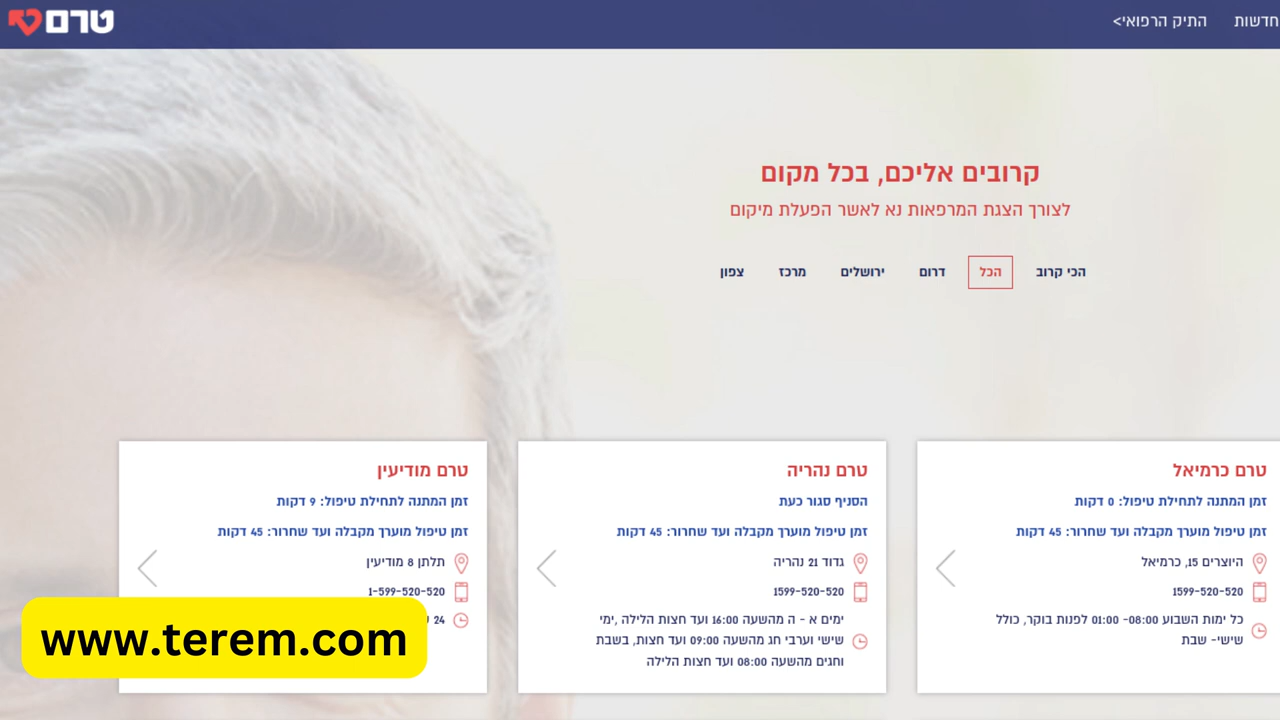 חדשות
התיק הרפואי>
טרם
קרובים אליכם, בכל מקום
לצורך הצגת המרפאות נא לאשר הפעלת מיקום
הכי קרוב
הכל
דרום
ירושלים
מרכז
צפון
טרם כרמיאל
זמן המתנה לתחילת טיפול: 0 דקות
זמן טיפול מוערך מקבלה ועד שחרור: 45 דקות
היוצרים 15, כרמיאל
1599-520-520
כל ימות השבוע 08:00- 01:00 לפנות בוקר, כולל
שישי- שבת
טרם נהריה
הסניף סגור כעת
זמן טיפול מוערך מקבלה ועד שחרור: 45 דקות
גדוד 21 נהריה
1599-520-520
ימים א - ה מהשעה 16:00 ועד חצות הלילה ,ימי
שישי וערבי חג מהשעה 09:00 ועד חצות, בשבת
וחגים מהשעה 08:00 ועד חצות הלילה
טרם מודיעין
זמן המתנה לתחילת טיפול: 9 דקות
זמן טיפול מוערך מקבלה ועד שחרור: 45 דקות
תלתן 8 מודיעין
1-599-520-520
24
www.terem.com